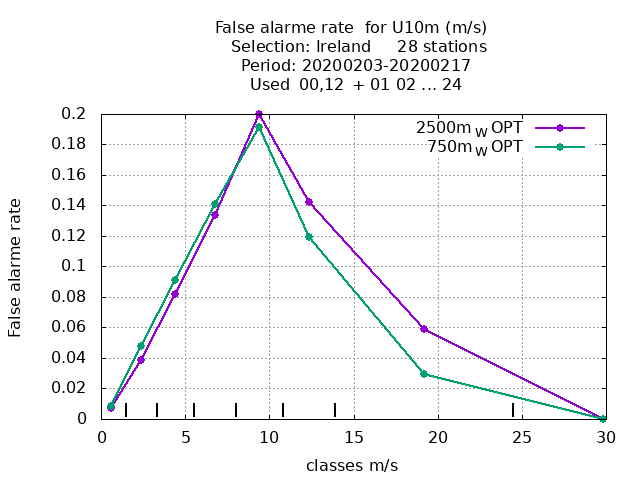 False alarme rate  for U10m (m/s)
Selection: Ireland     28 stations
Period: 20200203-20200217
Used  00,12  + 01 02 ... 24
2500m W OPT
750m W OPT
0.2
0.18
0.16
0.14
0.12
0.1
0.08
0.06
0.04
0.02
0
False alarme rate
0 5 10 15 20 25 30
classes m/s